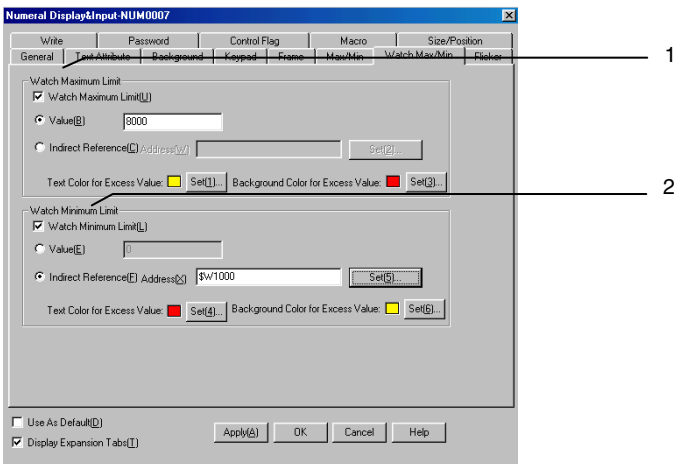 Numeral Display&Input-NUM0007
Write Password Control Flag Macro Size/Position
General Text Attribute Background Keypad Frame Max/Min Watch Max/Min Flicker
1
Watch Maximum Limit
Watch Maximum Limit(U)
Value(B) 8000
Indirect Reference(C) Address(W) Set(2)...
Text Color for Excess Value: Set(1)... Background Color for Excess Value: Set(3)...
2
Watch Minimum Limit
Watch Minimum Limit(L)
Value(E) 0
Indirect Reference(F) Address(X) $W1000 Set(5)...
Text Color for Excess Value: Set(4)... Background Color for Excess Value: Set(6)...
Use As Default(D)
Display Expansion Tabs(T)
Apply(A) OK Cancel Help